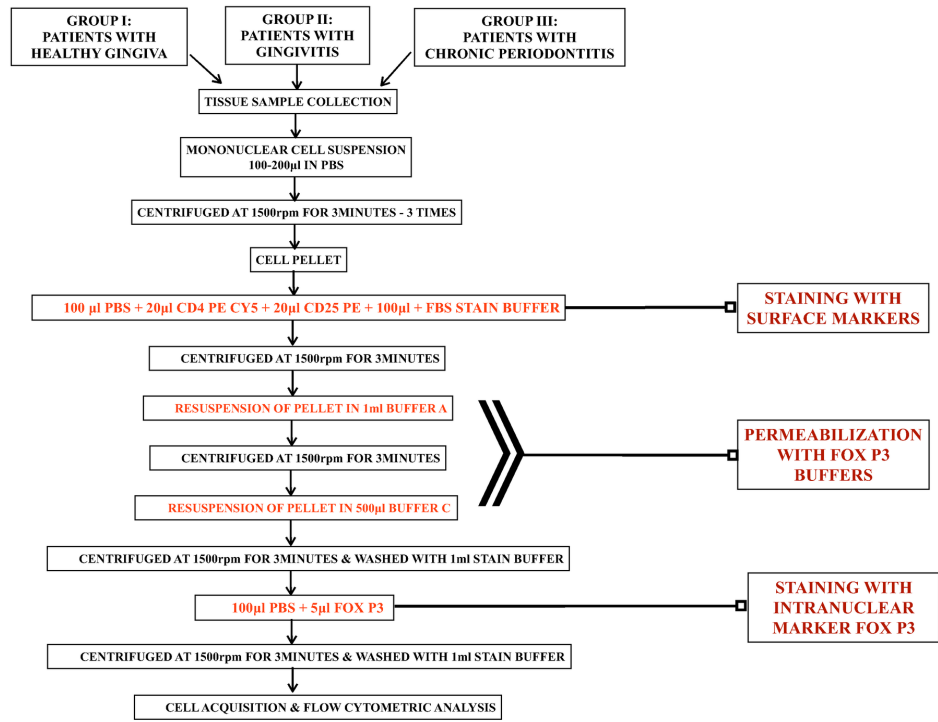 GROUP I:
PATIENTS WITH
HEALTHY GINGIVA
GROUP II:
PATIENTS WITH
GINGIVITIS
GROUP III:
PATIENTS WITH
CHRONIC PERIODONTITIS
TISSUE SAMPLE COLLECTION
MONONUCLEAR CELL SUSPENSION
100-200µl IN PBS
CENTRIFUGED AT 1500rpm FOR 3MINUTES - 3 TIMES
CELL PELLET
100 µl PBS + 20µl CD4 PE CY5 + 20µl CD25 PE + 100µl + FBS STAIN BUFFER
STAINING WITH
SURFACE MARKERS
CENTRIFUGED AT 1500rpm FOR 3MINUTES
RESUSPENSION OF PELLET IN 1ml BUFFER A
CENTRIFUGED AT 1500rpm FOR 3MINUTES
RESUSPENSION OF PELLET IN 500µl BUFFER C
PERMEABILIZATION
WITH FOX P3
BUFFERS
CENTRIFUGED AT 1500rpm FOR 3MINUTES & WASHED WITH 1ml STAIN BUFFER
100µl PBS + 5µl FOX P3
STAINING WITH
INTRANUCLEAR
MARKER FOX P3
CENTRIFUGED AT 1500rpm FOR 3MINUTES & WASHED WITH 1ml STAIN BUFFER
CELL ACQUISITION & FLOW CYTOMETRIC ANALYSIS